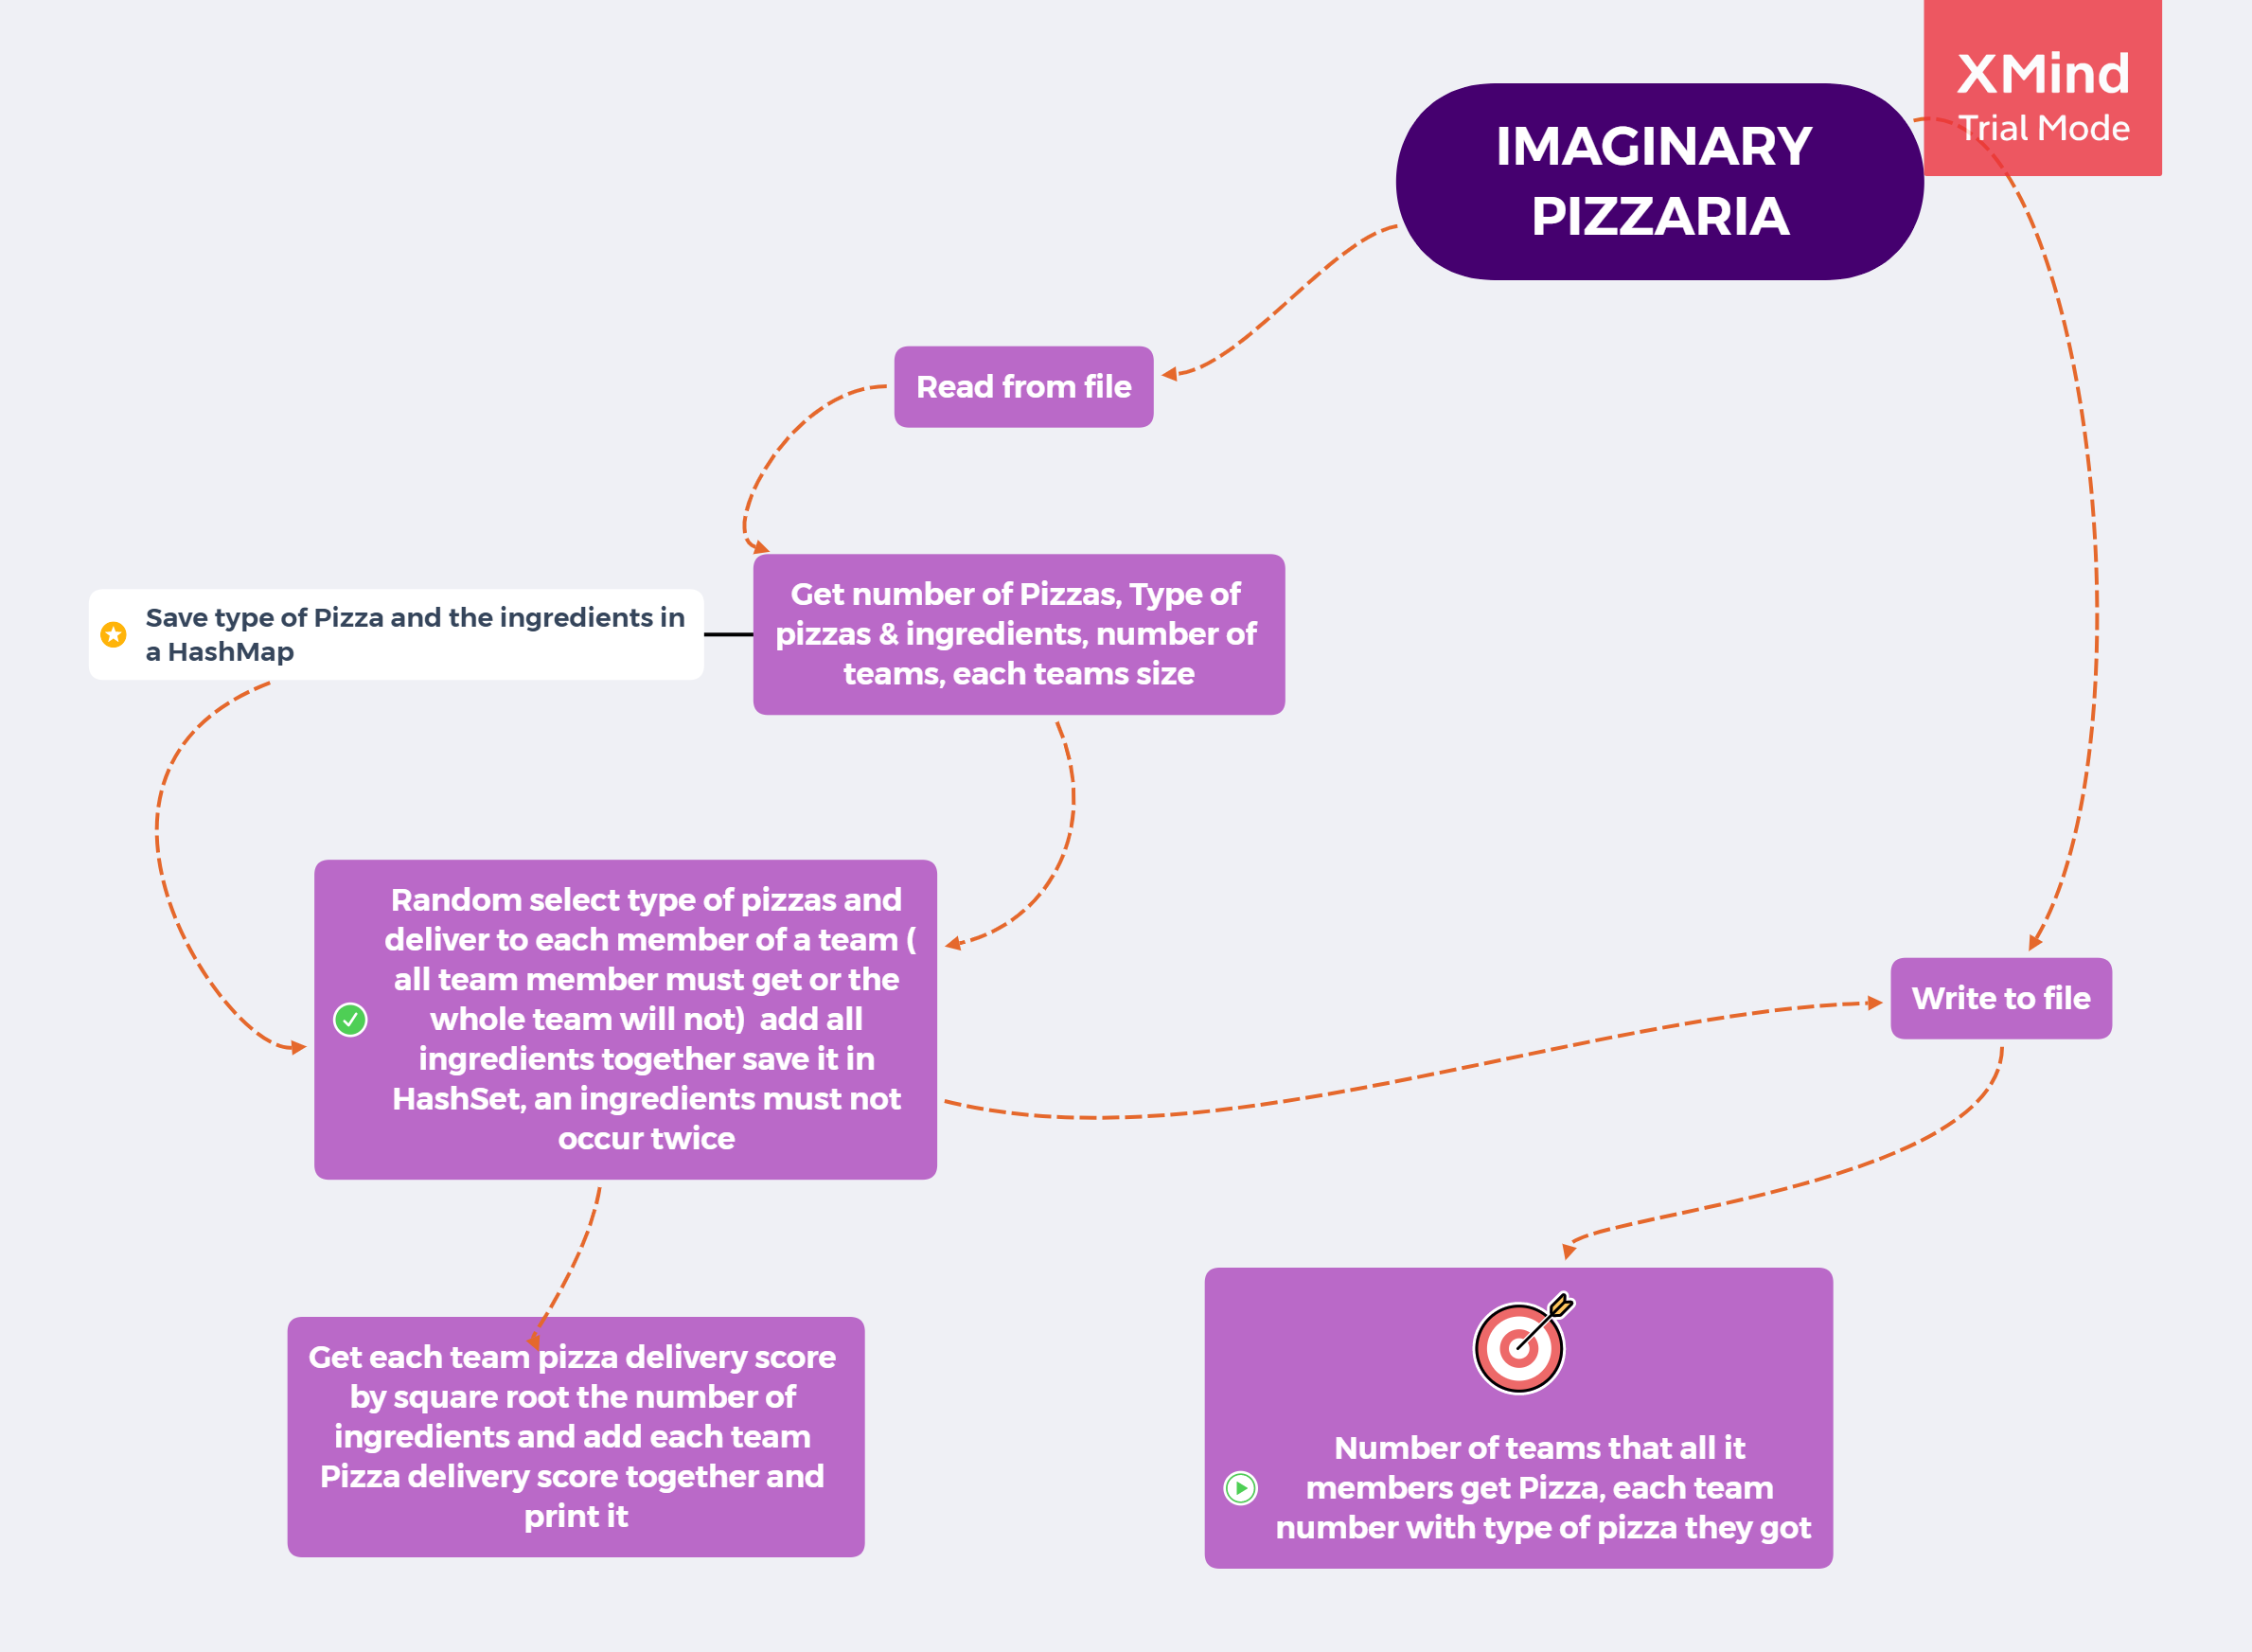 XMind
Trial Mode
IMAGINARY
PIZZARIA
Read from file
Get number of Pizzas, Type of
pizzas & ingredients, number of
teams, each teams size
Save type of Pizza and the ingredients in
a HashMap
Random select type of pizzas and
deliver to each member of a team (
all team member must get or the
whole team will not)  add all
ingredients together save it in
HashSet, an ingredients must not
occur twice
Write to file
Get each team pizza delivery score
by square root the number of
ingredients and add each team
Pizza delivery score together and
print it
Number of teams that all it
members get Pizza, each team
number with type of pizza they got